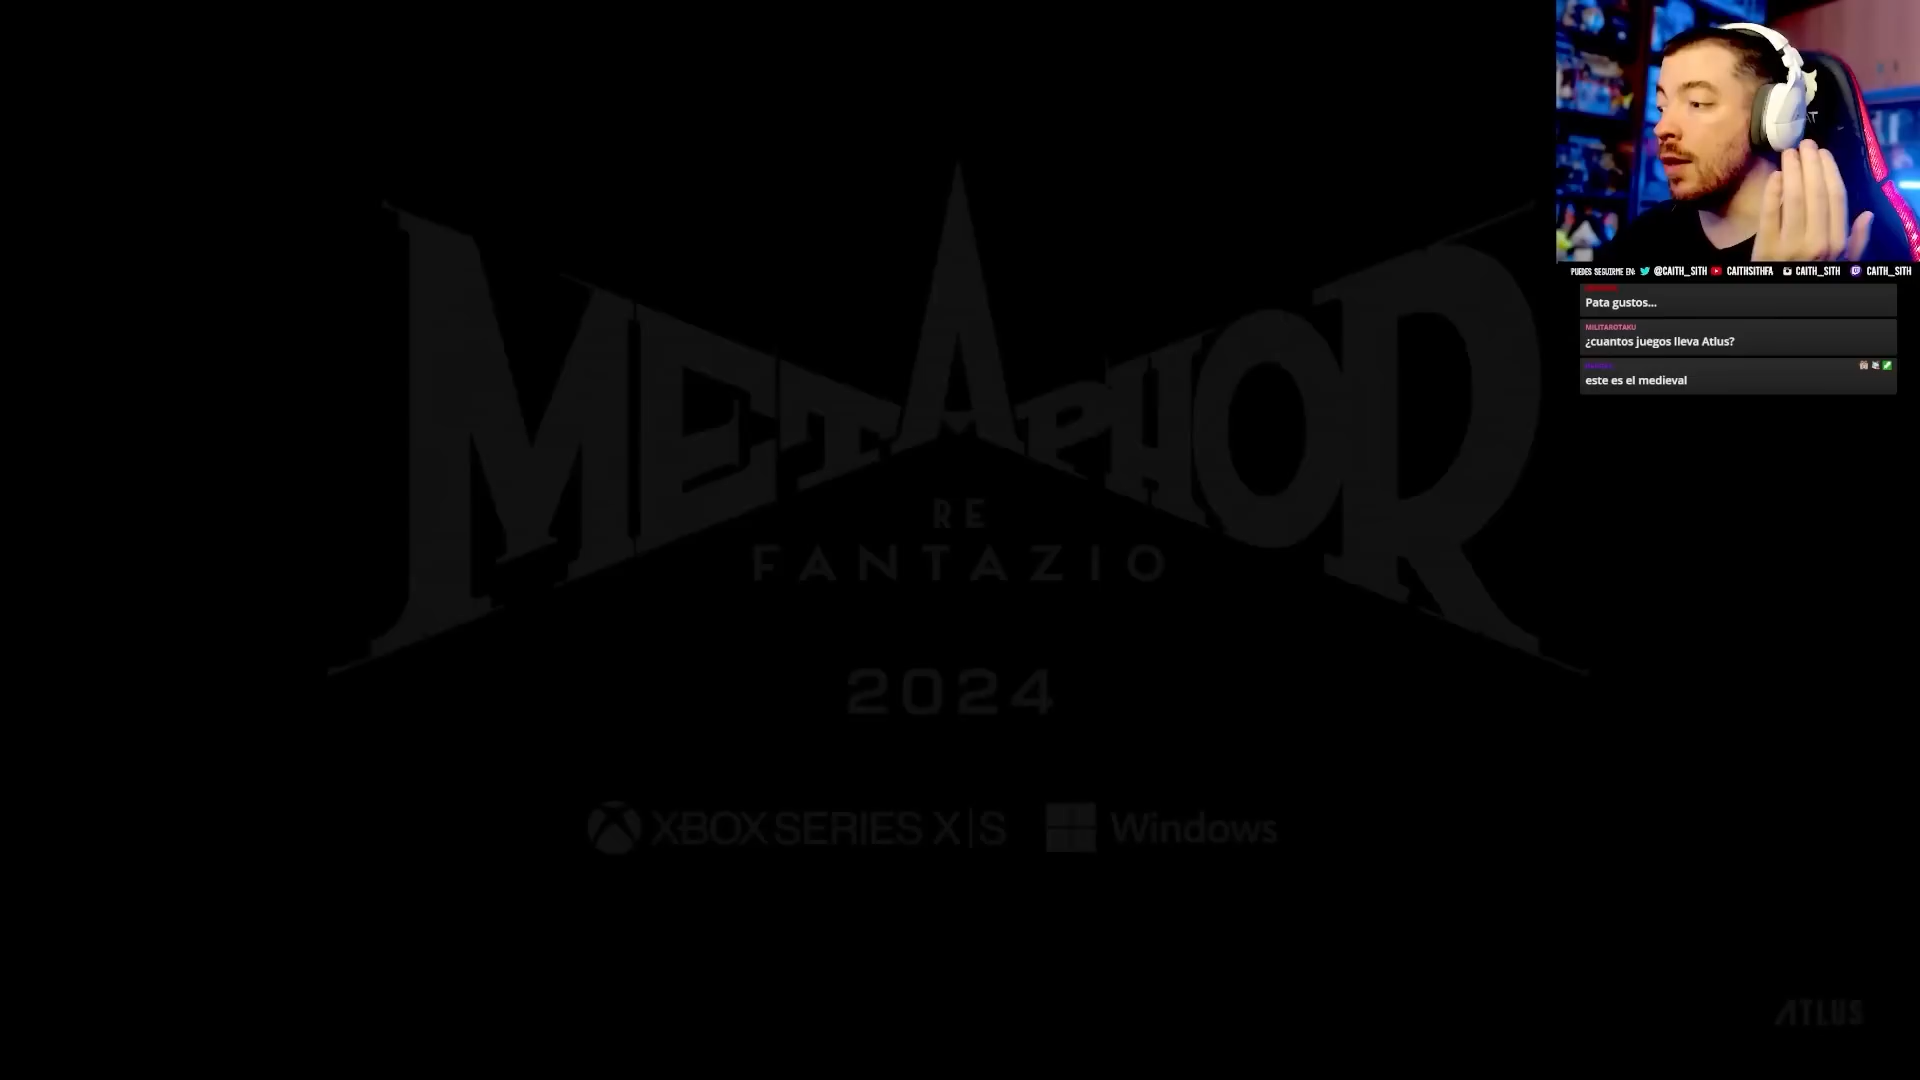 METAPHOR
RE
FANTAZIO
2024
XBOX SERIES X|S
Windows
ATLUS
PUEDES SEGUIRME EN: @CAITH_SITH CAITHSITHFA CAITH_SITH CAITH_SITH
Pata gustos...
MILITAROTAKU
¿cuantos juegos lleva Atlus?
este es el medieval